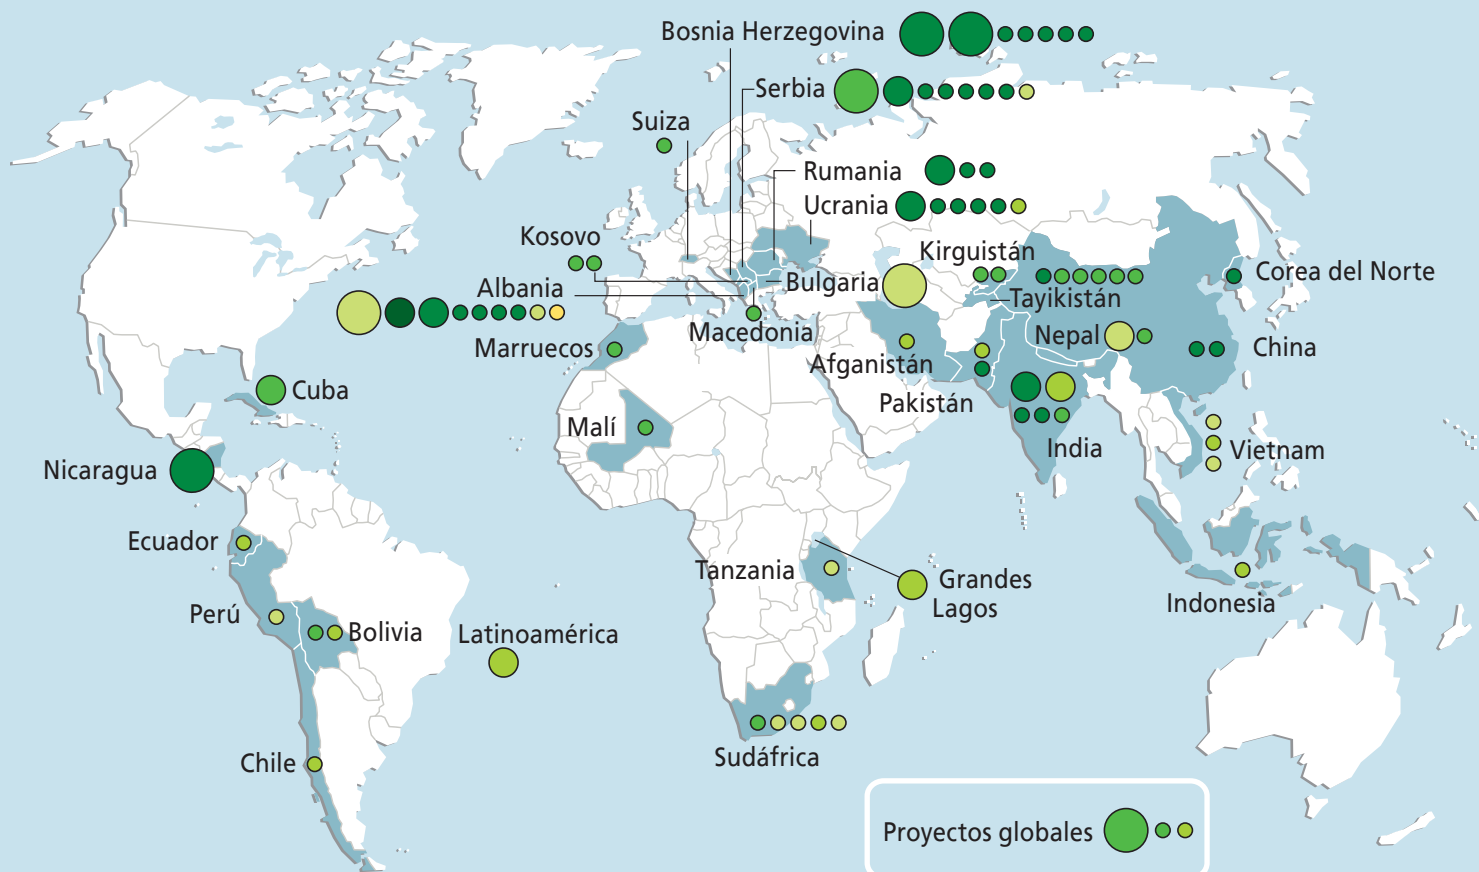 Bosnia Herzegovina
Serbia
Suiza
Rumania
Ucrania
Kosovo
Kirguistán
Corea del Norte
Albania
Bulgaria
Tayikistán
Macedonia
Nepal
Marruecos
Afganistán
China
Cuba
Pakistán
Malí
India
Vietnam
Nicaragua
Ecuador
Tanzania
Grandes
Lagos
Indonesia
Perú
Bolivia
Latinoamérica
Sudáfrica
Chile
Proyectos globales